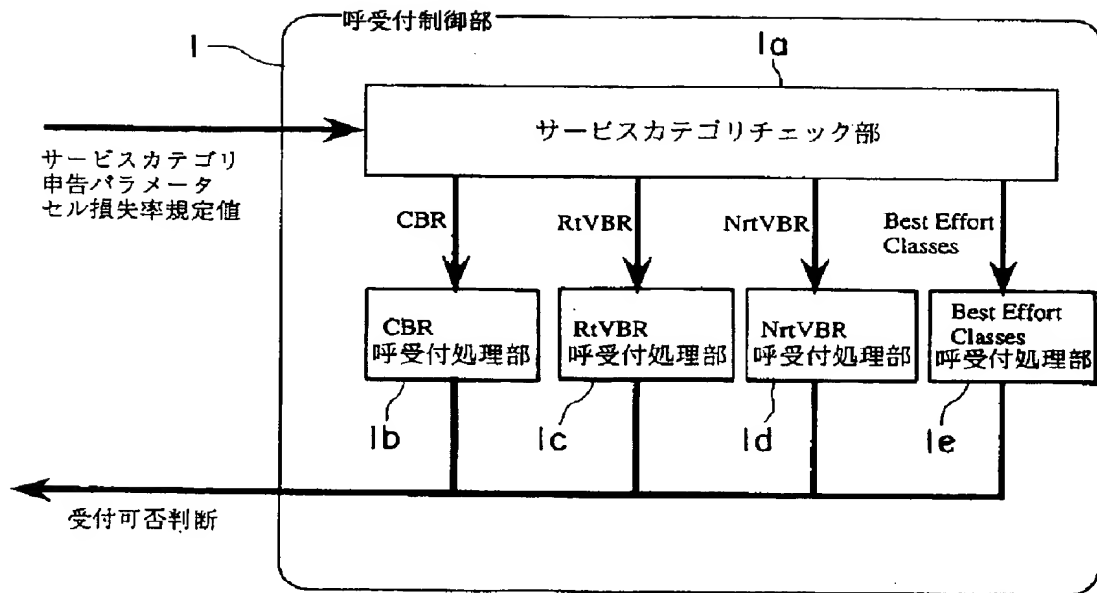 呼受付制御部
1
1a
サービスカテゴリチェック部
サービスカテゴリ
申告パラメータ
セル損失率規定値
CBR
RtVBR
NrtVBR
Best Effort
Classes
CBR
呼受付処理部
RtVBR
呼受付処理部
NrtVBR
呼受付処理部
Best Effort
Classes
呼受付処理部
1b
1c
1d
1e
受付可否判断